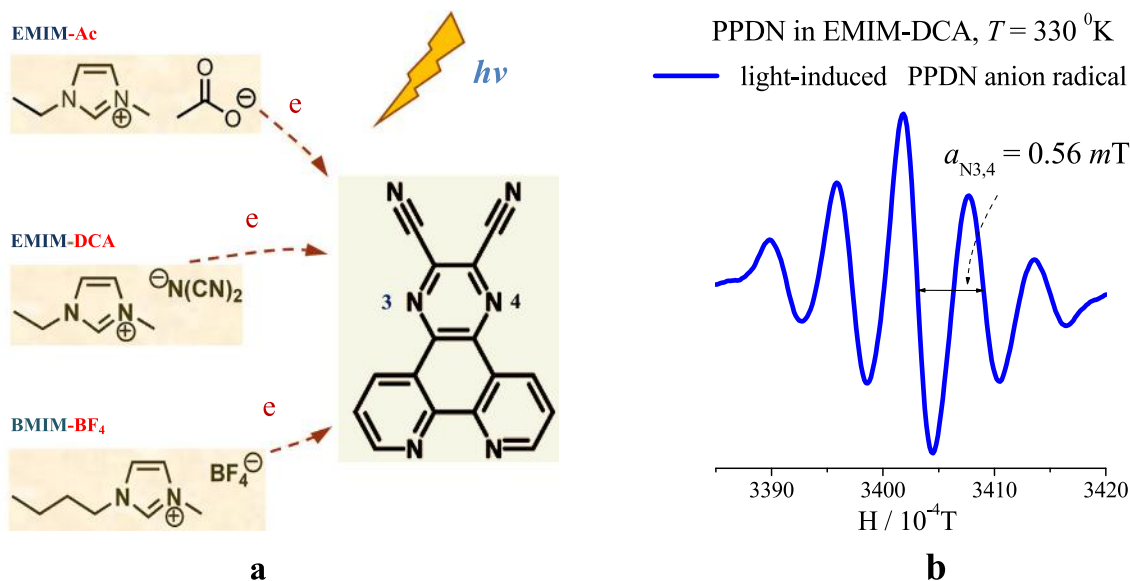 EMIM-Ac
N
N
⊕
O
O
⊖
e
hν
EMIM-DCA
N
N
⊕
⊖N(CN)₂
e
BMIM-BF₄
N
N
⊕
BF₄⊖
e
N
N
3
N
N
4
N
N
a
PPDN in EMIM-DCA, T = 330 ⁰K
light-induced PPDN anion radical
aN3,4 = 0.56 mT
3390
3400
3410
3420
H / 10⁻⁴T
b